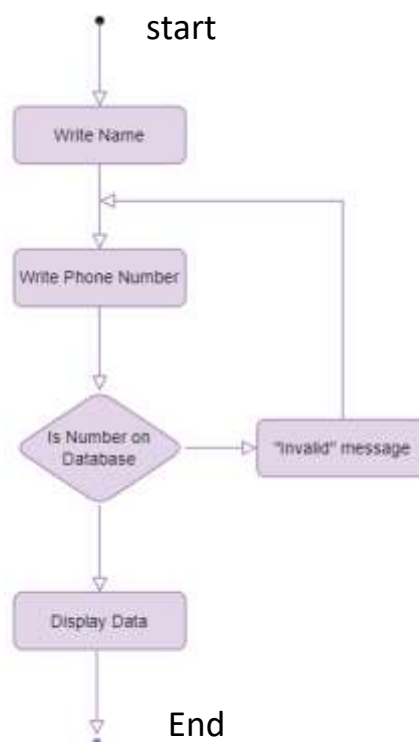 start
Write Name
Write Phone Number
Is Number on
Database
"Invalid" message
Display Data
End